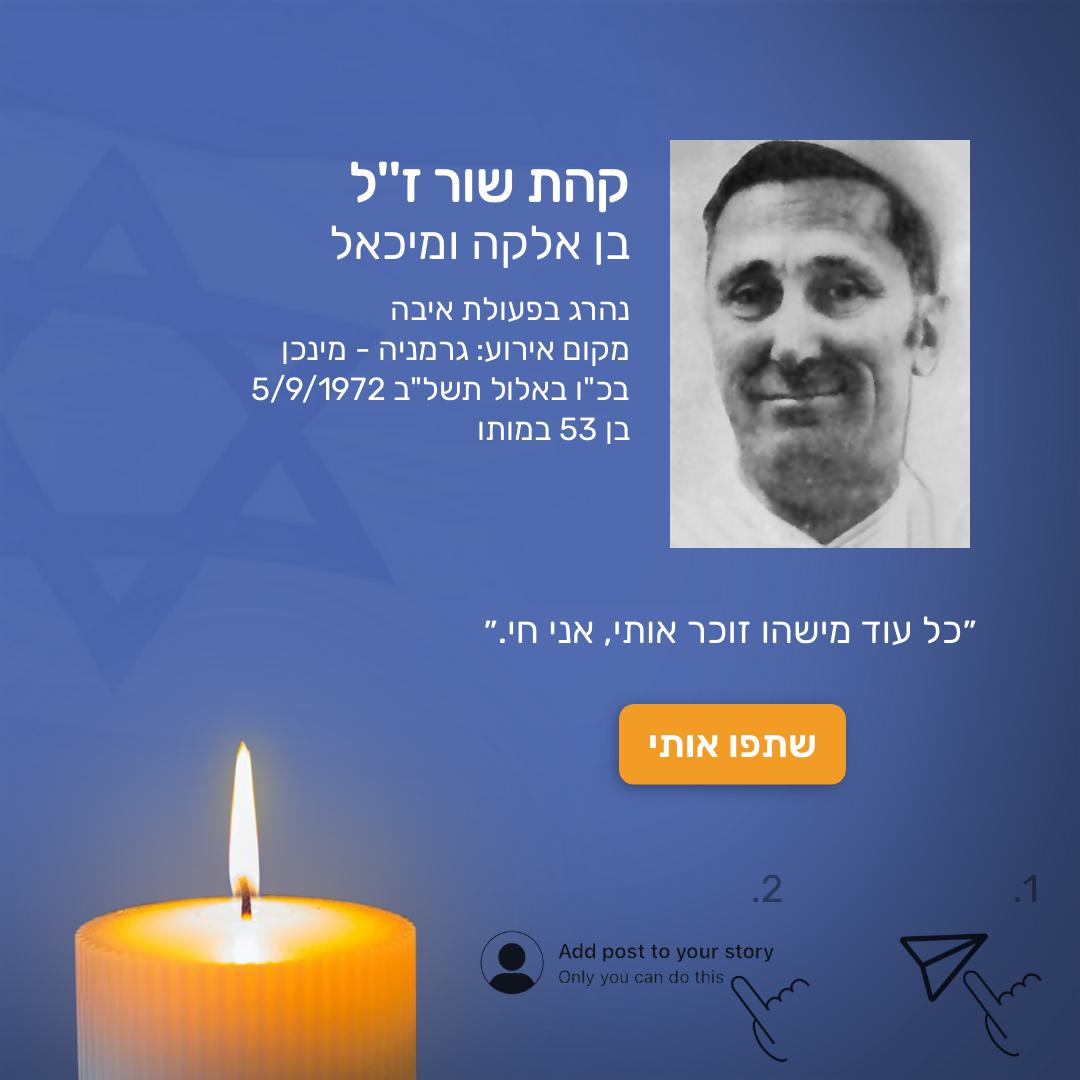 קהת שור ז"ל
בן אלקה ומיכאל
נהרג בפעולת איבה
מקום אירוע: גרמניה - מינכן
בכ"ו באלול תשל"ב 5/9/1972
בן 53 במותו
״כל עוד מישהו זוכר אותי, אני חי.״
שתפו אותי
1.
2.
Add post to your story
Only you can do this